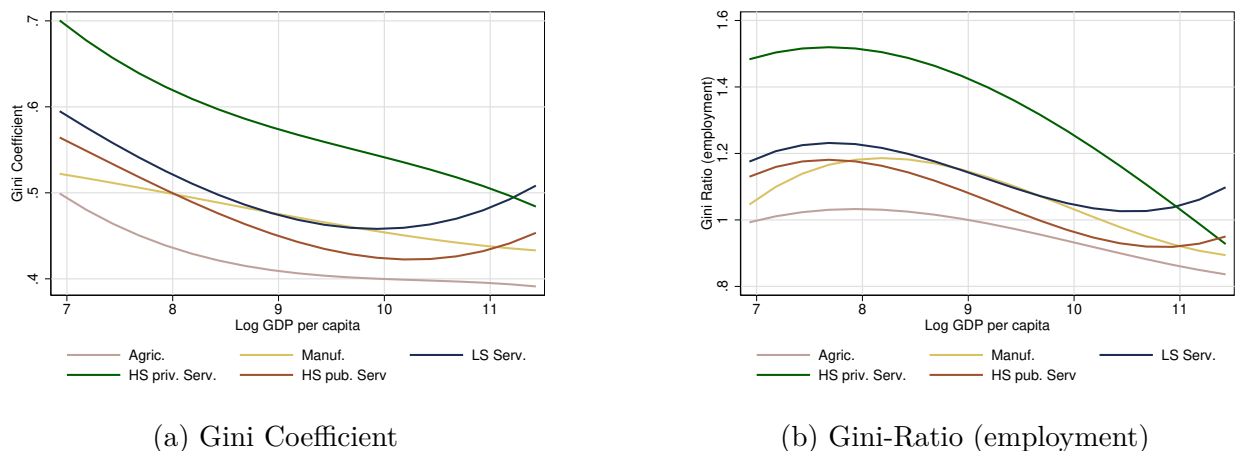 Gini Coefficient
.7
.6
.5
.4
7 8 9 10 11
Log GDP per capita
Agric. Manuf. LS Serv.
HS priv. Serv. HS pub. Serv
(a) Gini Coefficient
Gini Ratio (employment)
1.6
1.4
1.2
1
.8
7 8 9 10 11
Log GDP per capita
Agric. Manuf. LS Serv.
HS priv. Serv. HS pub. Serv
(b) Gini-Ratio (employment)